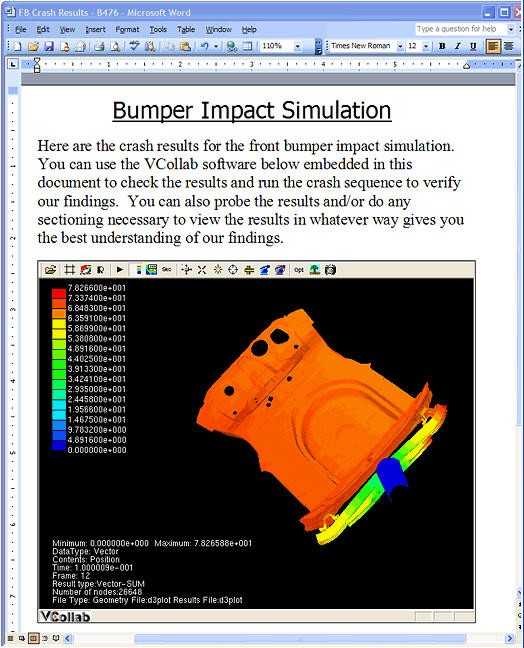 FB Crash Results - B476 - Microsoft Word
File Edit View Insert Format Tools Table Window Help Type a question for help
110% Times New Roman 12 B I U
Bumper Impact Simulation
Here are the crash results for the front bumper impact simulation.
You can use the VCollab software below embedded in this
document to check the results and run the crash sequence to verify
our findings. You can also probe the results and/or do any
sectioning necessary to view the results in whatever way gives you
the best understanding of our findings.
Sec Opt
7.826600e+001
7.337400e+001
6.848300e+001
6.359100e+001
5.869900e+001
5.380800e+001
4.891600e+001
4.402500e+001
3.913300e+001
3.424100e+001
2.935000e+001
2.445800e+001
1.956600e+001
1.467500e+001
9.783200e+000
4.891600e+000
0.000000e+000
Minimum: 0.000000e+000 Maximum: 7.826588e+001
DataType: Vector
Contents: Position
Time: 1.000009e-001
Frame: 12
Result type:Vector-SUM
Number of nodes:26648
File Type: Geometry File:d3plot Results File:d3plot
VCollab